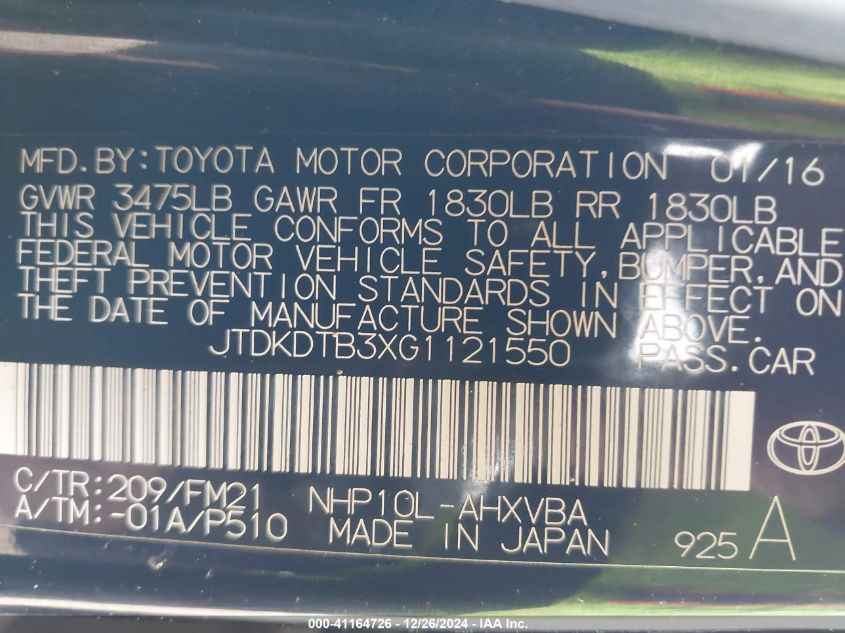 MFD. BY: TOYOTA MOTOR CORPORATION 01/16
GVWR 3475LB GAWR FR 1830LB RR 1830LB
THIS VEHICLE CONFORMS TO ALL APPLICABLE
FEDERAL MOTOR VEHICLE SAFETY, BUMPER, AND
THEFT PREVENTION STANDARDS IN EFFECT ON
THE DATE OF MANUFACTURE SHOWN ABOVE.
JTDKDTB3XG1121550 PASS. CAR
C/TR: 209/FM21 NHP10L-AHXVBA
A/TM: -01A/P510 MADE IN JAPAN 925 A
000-41164726 - 12/26/2024 - IAA Inc.